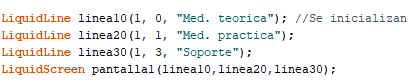 LiquidLine linea10(1, 0, "Med. teorica"); //Se inicializan
LiquidLine linea20(1, 1, "Med. practica");
LiquidLine linea30(1, 3, "Soporte");
LiquidScreen pantalla1(linea10,linea20,linea30);